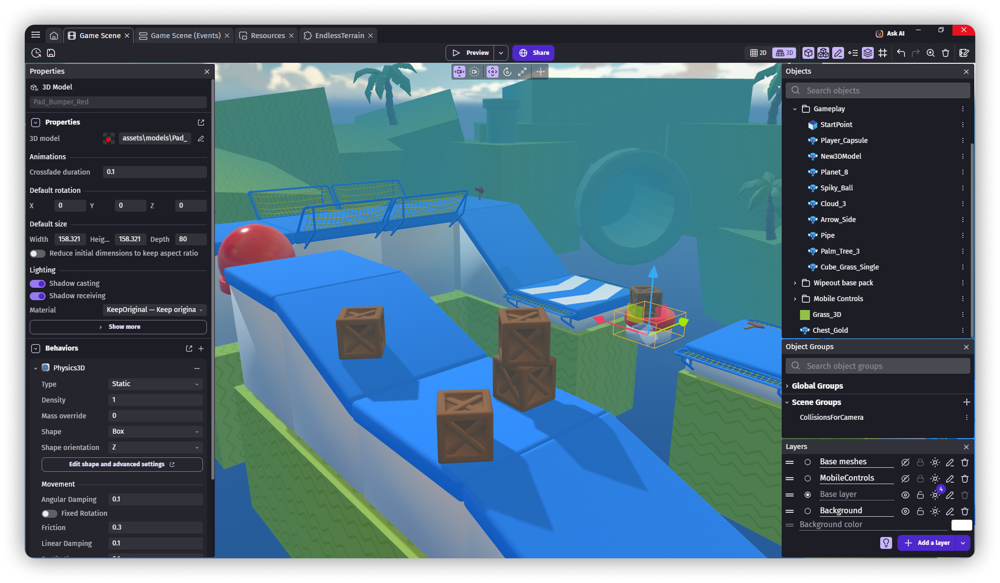 Game Scene
Game Scene (Events)
Resources
EndlessTerrain
Ask AI
Preview
Share
2D
3D
Properties
3D Model
Pad_Bumper_Red
Properties
3D model
assets\models\Pad_
Animations
Crossfade duration
0.1
Default rotation
X 0 Y 0 Z 0
Default size
Width 158.321 Heig... 158.321 Depth 80
Reduce initial dimensions to keep aspect ratio
Lighting
Shadow casting
Shadow receiving
Material KeepOriginal — Keep origina
Show more
Behaviors
Physics3D
Type Static
Density 1
Mass override 0
Shape Box
Shape orientation Z
Edit shape and advanced settings
Movement
Angular Damping 0.1
Fixed Rotation
Friction 0.3
Linear Damping 0.1
Objects
Search objects
Gameplay
StartPoint
Player_Capsule
New3DModel
Planet_8
Spiky_Ball
Cloud_3
Arrow_Side
Pipe
Palm_Tree_3
Cube_Grass_Single
Wipeout base pack
Mobile Controls
Grass_3D
Chest_Gold
Object Groups
Search object groups
Global Groups
Scene Groups
CollisionsForCamera
Layers
Base meshes
MobileControls
4
Base layer
Background
Background color
Add a layer